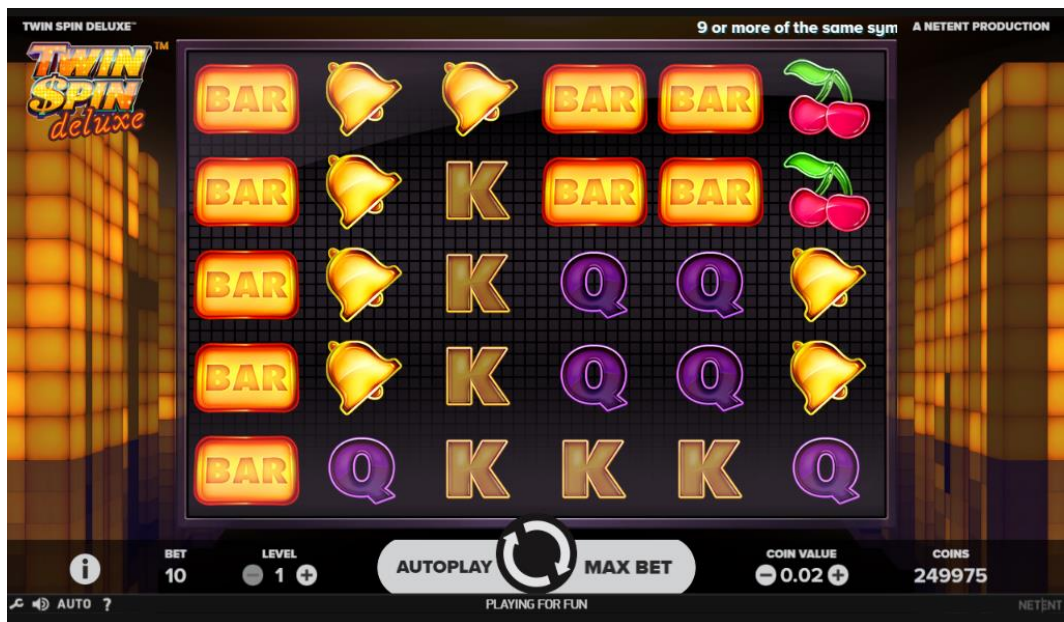 TWIN SPIN DELUXE™
9 or more of the same sym
A NETENT PRODUCTION
TWIN™
$PIN
deluxe
BAR BAR BAR
BAR K BAR BAR
BAR K Q Q
BAR K Q Q
BAR Q K K K Q
i
BET
10
LEVEL
1
AUTOPLAY
MAX BET
COIN VALUE
0.02
COINS
249975
AUTO ?
PLAYING FOR FUN
NETENT